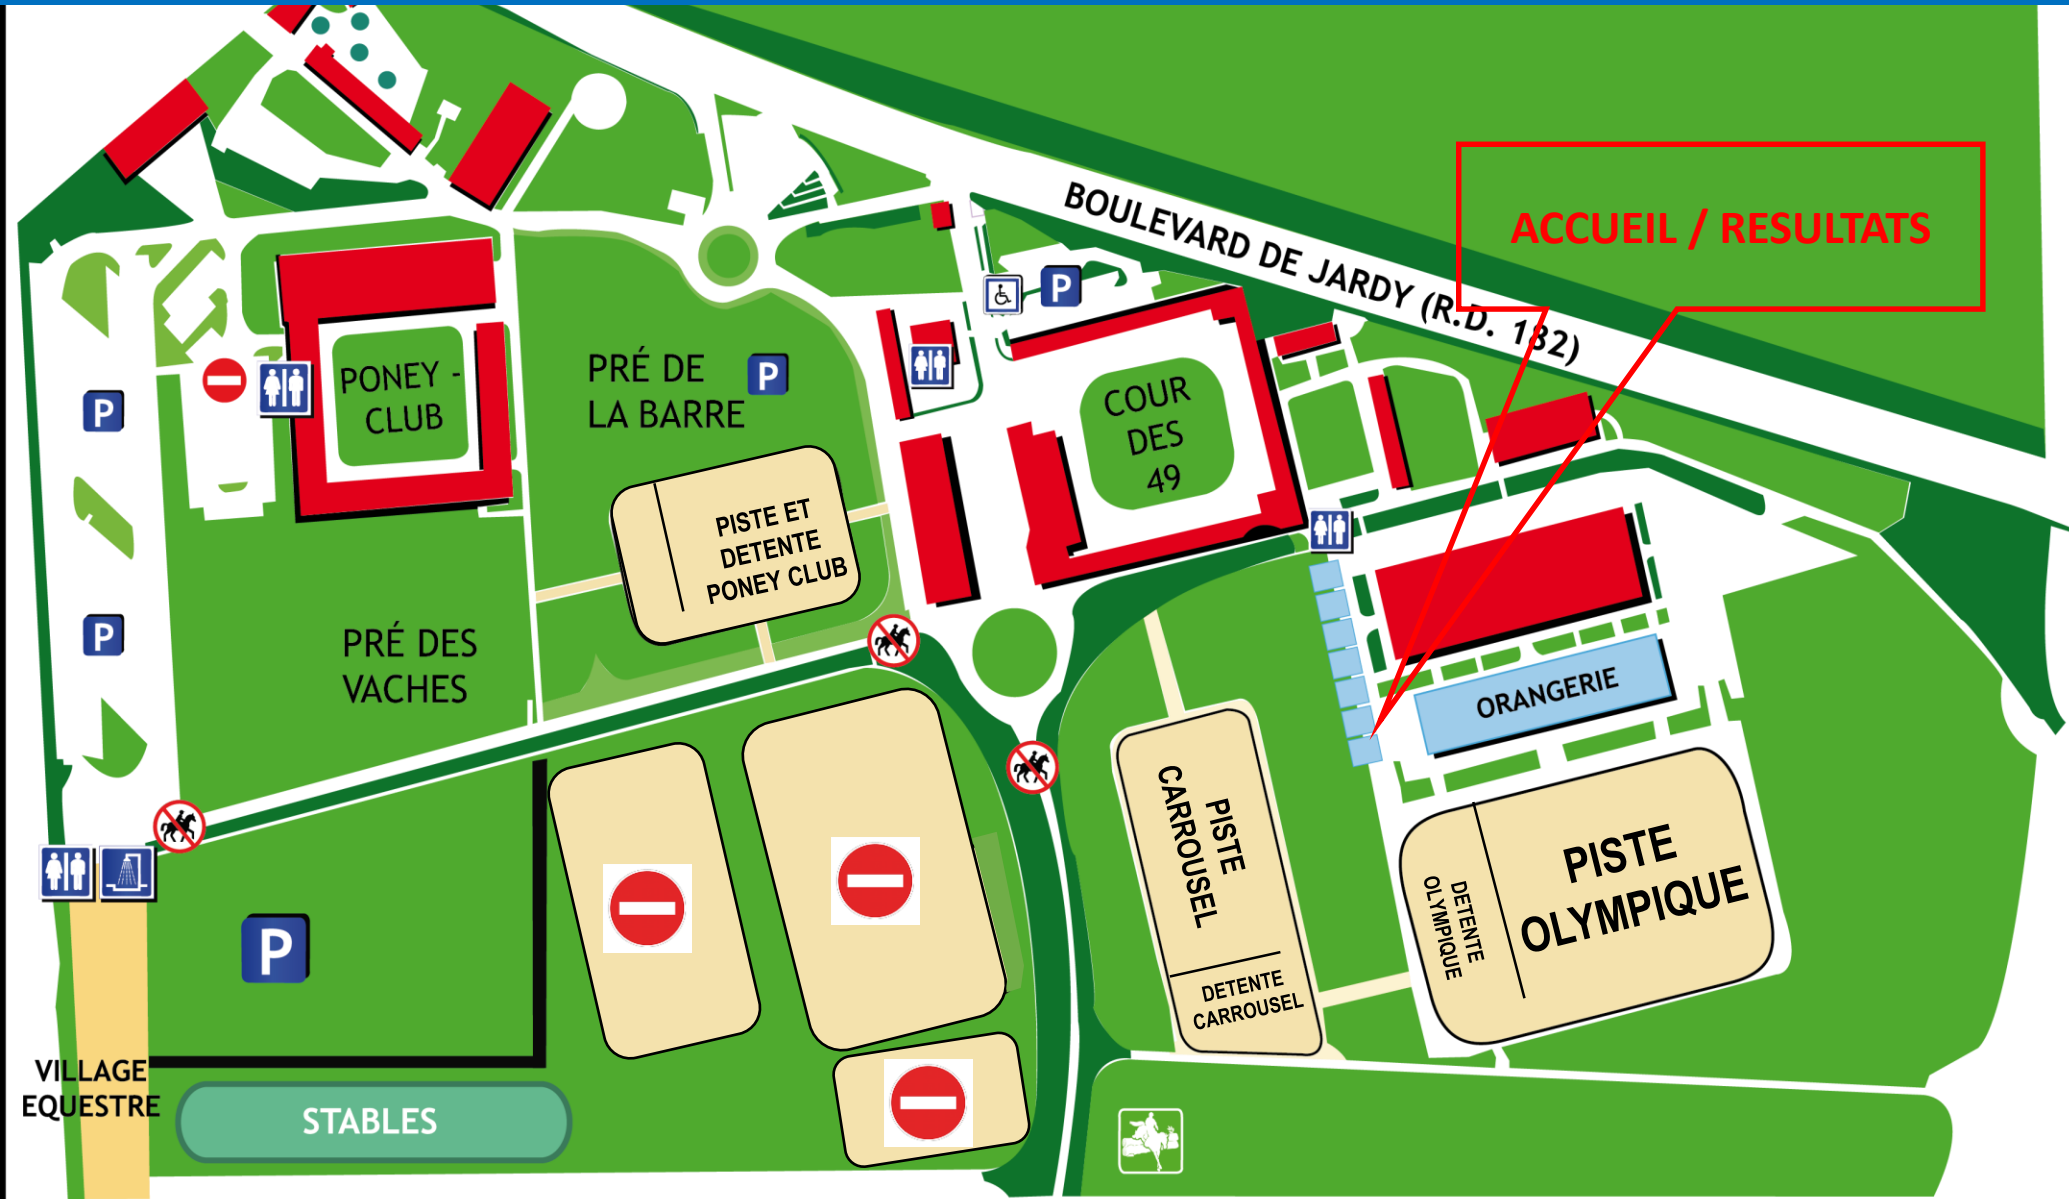 BOULEVARD DE JARDY (R.D. 182)
ACCUEIL / RESULTATS
P
PONEY -
CLUB
PRÉ DE
LA BARRE
P
P
COUR
DES
49
PISTE ET
DETENTE
PONEY CLUB
P
PRÉ DES
VACHES
ORANGERIE
PISTE
CARROUSEL
DETENTE
CARROUSEL
DETENTE
OLYMPIQUE
PISTE
OLYMPIQUE
P
VILLAGE
EQUESTRE
STABLES